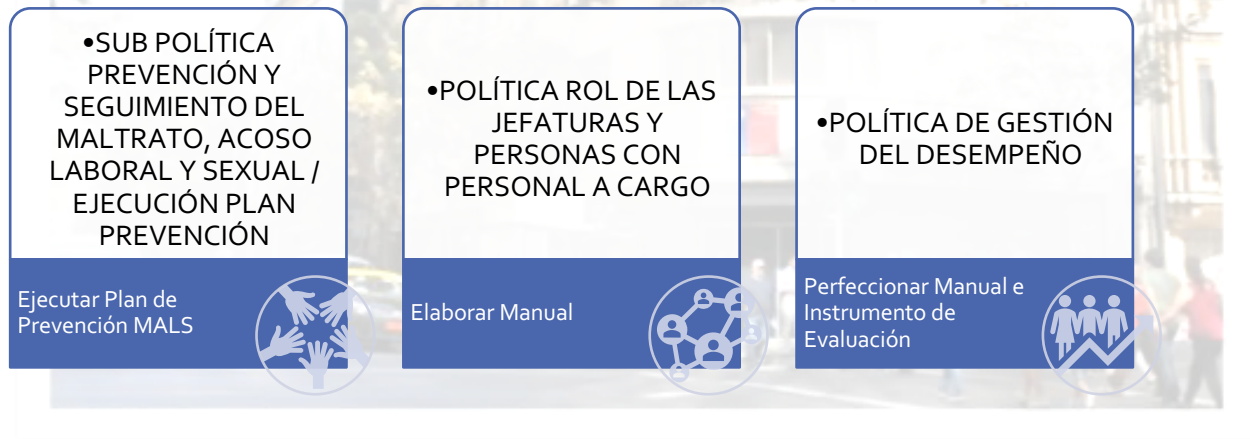 •SUB POLÍTICA
PREVENCIÓN Y
SEGUIMIENTO DEL
MALTRATO, ACOSO
LABORAL Y SEXUAL /
EJECUCIÓN PLAN
PREVENCIÓN
Ejecutar Plan de
Prevención MALS
•POLÍTICA ROL DE LAS
JEFATURAS Y
PERSONAS CON
PERSONAL A CARGO
Elaborar Manual
•POLÍTICA DE GESTIÓN
DEL DESEMPEÑO
Perfeccionar Manual e
Instrumento de
Evaluación